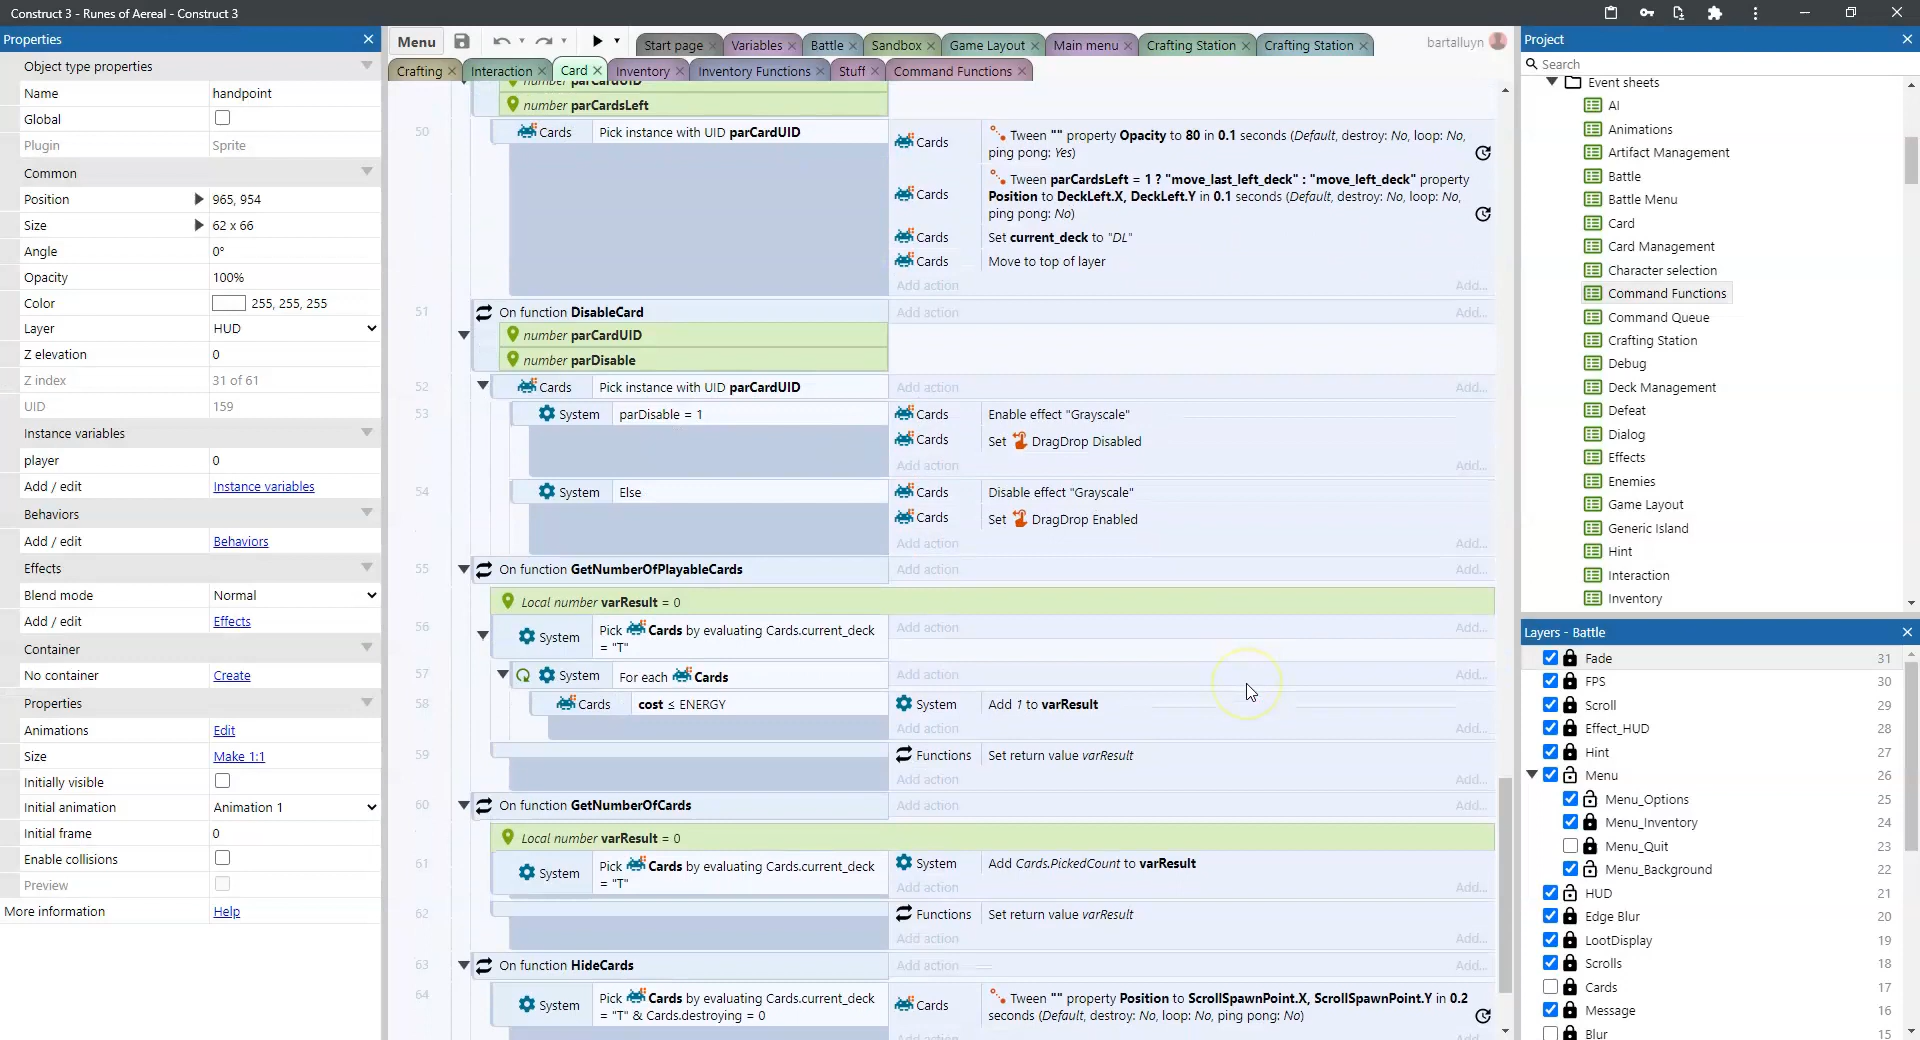 Construct 3 - Runes of Aereal - Construct 3
Properties
Object type properties
Name handpoint
Global
Plugin Sprite
Common
Position 965, 954
Size 62 x 66
Angle 0°
Opacity 100%
Color 255, 255, 255
Layer HUD
Z elevation 0
Z index 31 of 61
UID 159
Instance variables
player 0
Add / edit Instance variables
Behaviors
Add / edit Behaviors
Effects
Blend mode Normal
Add / edit Effects
Container
No container Create
Properties
Animations Edit
Size Make 1:1
Initially visible
Initial animation Animation 1
Initial frame 0
Enable collisions
Preview
More information Help
Menu
Start page
Variables
Battle
Sandbox
Game Layout
Main menu
Crafting Station
Crafting Station
bartalluyn
Crafting
Interaction
Card
Inventory
Inventory Functions
Stuff
Command Functions
number parCardUID
number parCardsLeft
50
Cards Pick instance with UID parCardUID
Cards Tween "" property Opacity to 80 in 0.1 seconds (Default, destroy: No, loop: No,
ping pong: Yes)
Cards Tween parCardsLeft = 1 ? "move_last_left_deck" : "move_left_deck" property
Position to DeckLeft.X, DeckLeft.Y in 0.1 seconds (Default, destroy: No, loop: No,
ping pong: No)
Cards Set current_deck to "DL"
Cards Move to top of layer
Add action Add...
51 On function DisableCard Add action Add...
number parCardUID
number parDisable
52 Cards Pick instance with UID parCardUID Add action Add...
53 System parDisable = 1 Cards Enable effect "Grayscale"
Cards Set DragDrop Disabled
Add action Add...
54 System Else Cards Disable effect "Grayscale"
Cards Set DragDrop Enabled
Add action Add...
55 On function GetNumberOfPlayableCards Add action Add...
Local number varResult = 0
56 System Pick Cards by evaluating Cards.current_deck
= "T"
Add action Add...
57 System For each Cards Add action Add...
58 Cards cost ≤ ENERGY System Add 1 to varResult
Add action Add...
59 Functions Set return value varResult
Add action Add...
60 On function GetNumberOfCards Add action Add...
Local number varResult = 0
61 System Pick Cards by evaluating Cards.current_deck
= "T"
System Add Cards.PickedCount to varResult
Add action Add...
62 Functions Set return value varResult
Add action Add...
63 On function HideCards Add action Add...
64 System Pick Cards by evaluating Cards.current_deck
= "T" & Cards.destroying = 0
Cards Tween "" property Position to ScrollSpawnPoint.X, ScrollSpawnPoint.Y in 0.2
seconds (Default, destroy: No, loop: No, ping pong: No)
Add action Add...
Project
Search
Event sheets
AI
Animations
Artifact Management
Battle
Battle Menu
Card
Card Management
Character selection
Command Functions
Command Queue
Crafting Station
Debug
Deck Management
Defeat
Dialog
Effects
Enemies
Game Layout
Generic Island
Hint
Interaction
Inventory
Layers - Battle
Fade 31
FPS 30
Scroll 29
Effect_HUD 28
Hint 27
Menu 26
Menu_Options 25
Menu_Inventory 24
Menu_Quit 23
Menu_Background 22
HUD 21
Edge Blur 20
LootDisplay 19
Scrolls 18
Cards 17
Message 16
Blur 15